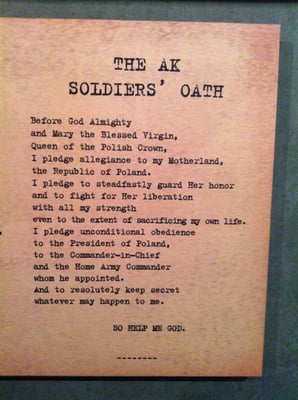 THE AK
SOLDIERS' OATH
Before God Almighty
and Mary the Blessed Virgin,
Queen of the Polish Crown,
I pledge allegiance to my Motherland,
the Republic of Poland.
I pledge to steadfastly guard Her honor
and to fight for Her liberation
with all my strength
even to the extent of sacrificing my own life.
I pledge unconditional obedience
to the President of Poland,
to the Commander-in-Chief
and the Home Army Commander
whom he appointed.
And to resolutely keep secret
whatever may happen to me.
SO HELP ME GOD.
--------